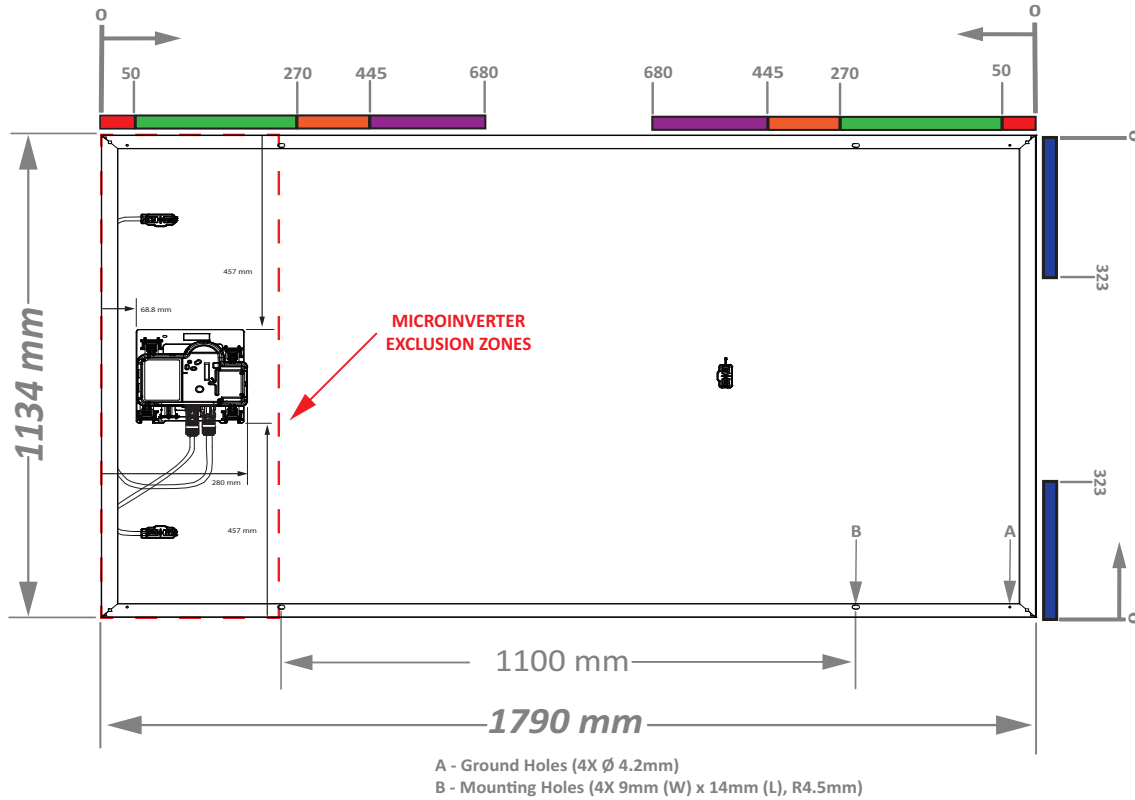 O
O
50
270
445
680
680
445
270
50
O
457 mm
68.8 mm
MICROINVERTER
EXCLUSION ZONES
323
1134 mm
280 mm
323
457 mm
B
A
O
1100 mm
1790 mm
A - Ground Holes (4X Ø 4.2mm)
B - Mounting Holes (4X 9mm (W) x 14mm (L), R4.5mm)